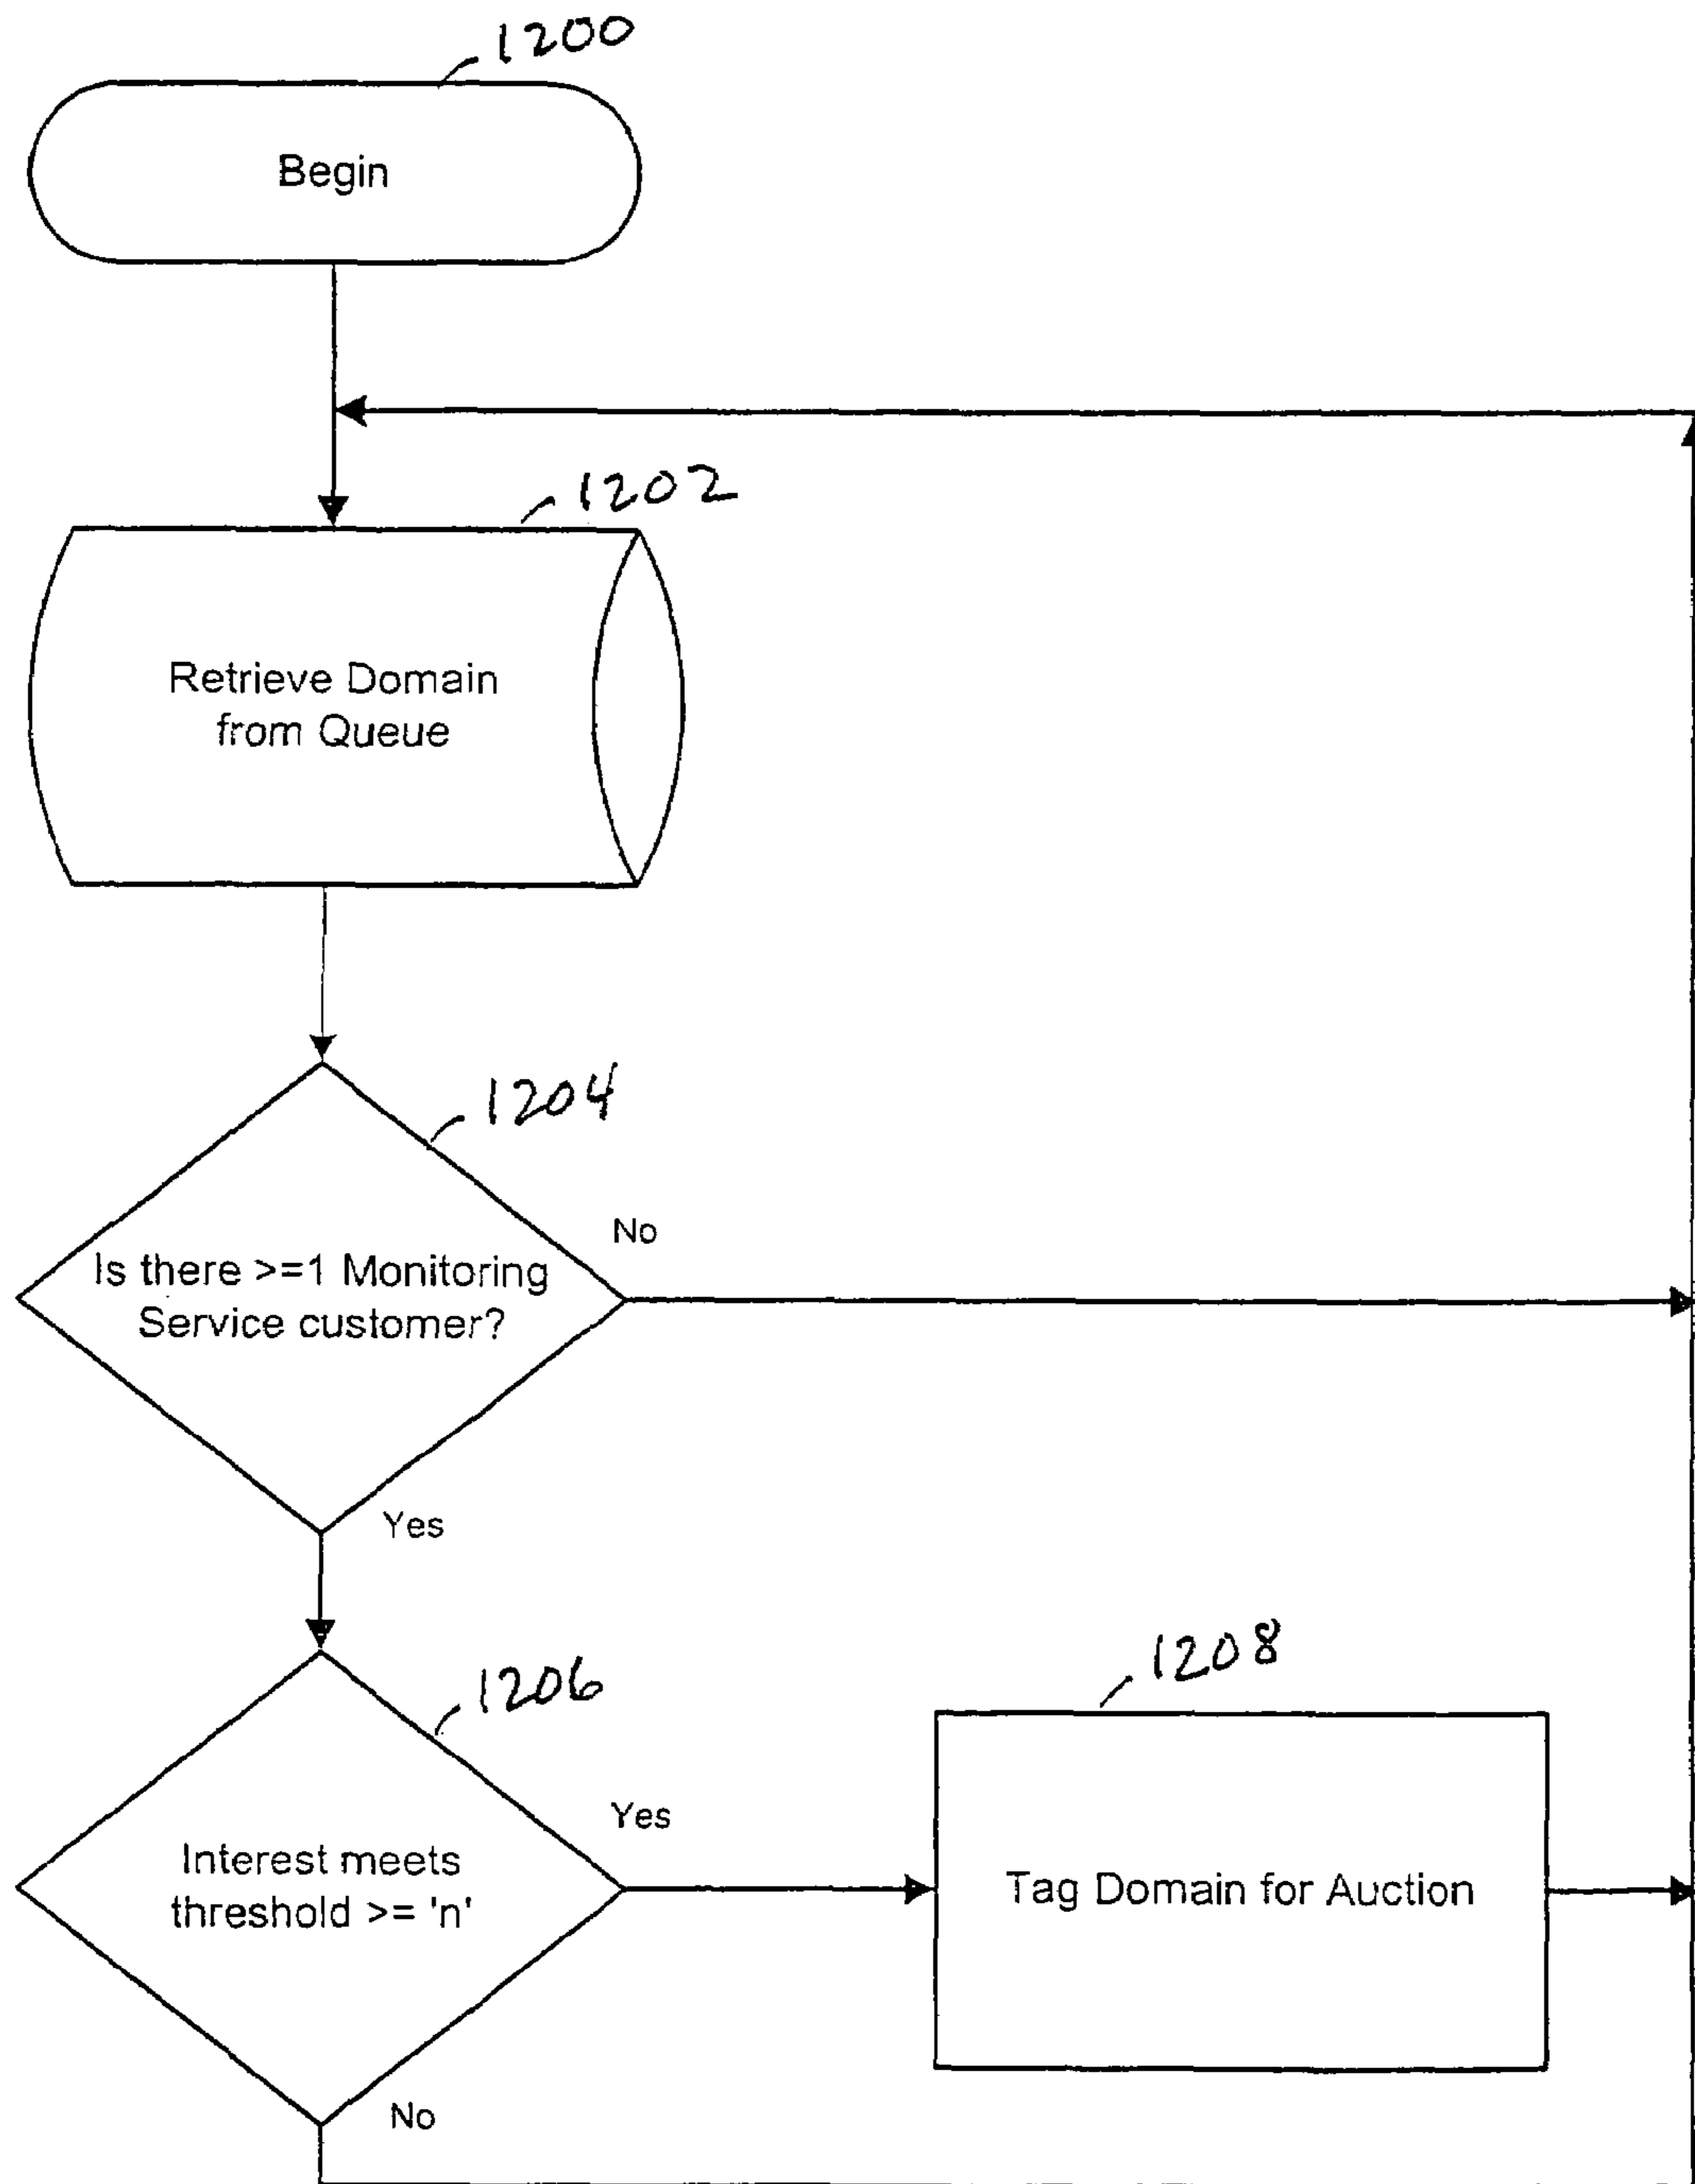 1200
Begin
1202
Retrieve Domain
from Queue
1204
No
Is there >=1 Monitoring
Service customer?
Yes
1206
1208
Yes
Interest meets
threshold >= 'n'
Tag Domain for Auction
No